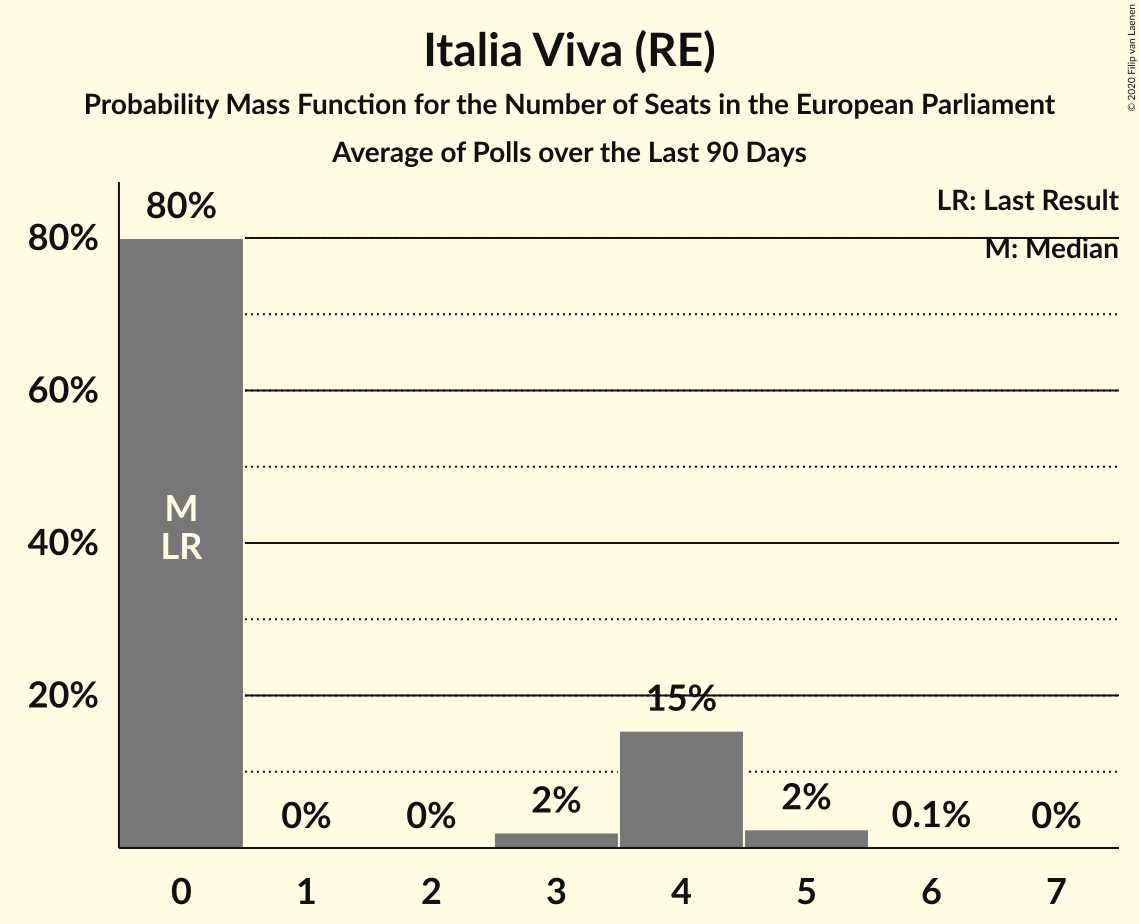 Italia Viva (RE)
Probability Mass Function for the Number of Seats in the European Parliament
Average of Polls over the Last 90 Days
© 2020 Filip van Laenen
LR: Last Result
M: Median
80%
60%
40%
20%
80%
M
LR
0%
0%
2%
15%
2%
0.1%
0%
0
1
2
3
4
5
6
7